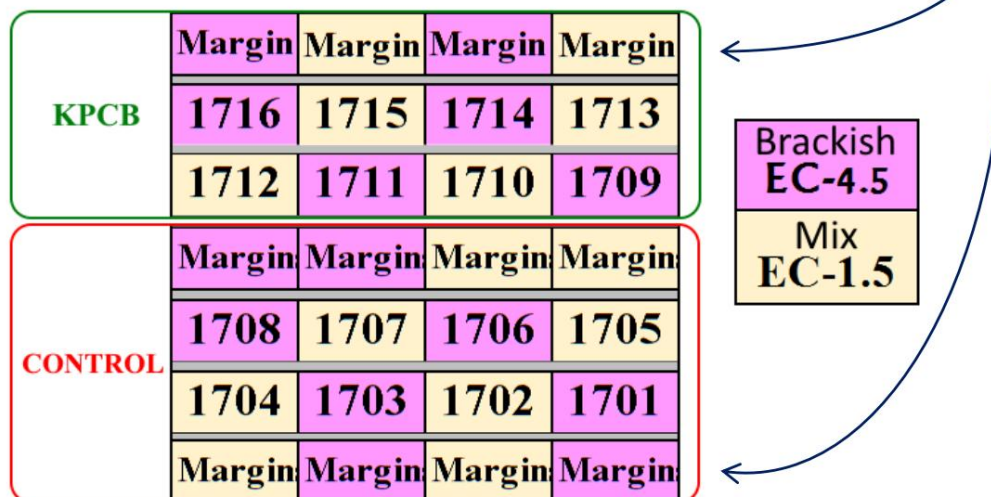 Margin Margin Margin Margin
KPCB
1716 1715 1714 1713
1712 1711 1710 1709
Brackish
EC-4.5
Mix
EC-1.5
Margin Margin Margin Margin
1708 1707 1706 1705
CONTROL
1704 1703 1702 1701
Margin Margin Margin Margin